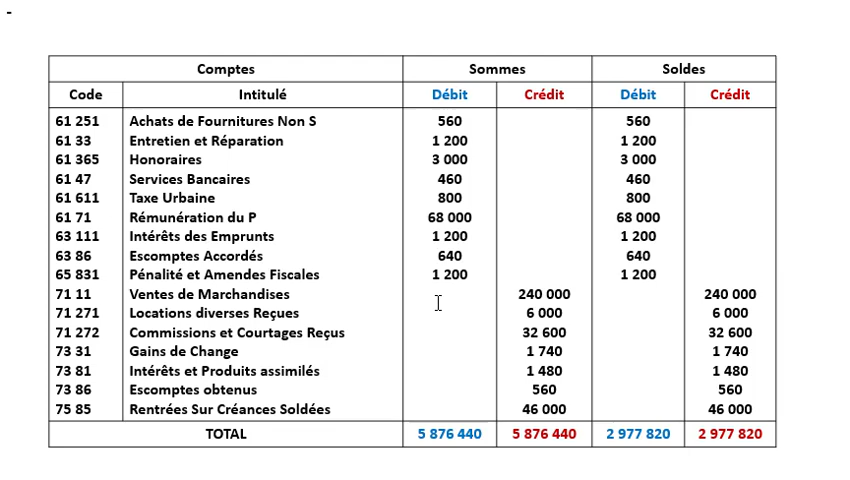 -
Comptes Sommes Soldes
Code Intitulé Débit Crédit Débit Crédit
61 251 Achats de Fournitures Non S 560 560
61 33 Entretien et Réparation 1 200 1 200
61 365 Honoraires 3 000 3 000
61 47 Services Bancaires 460 460
61 611 Taxe Urbaine 800 800
61 71 Rémunération du P 68 000 68 000
63 111 Intérêts des Emprunts 1 200 1 200
63 86 Escomptes Accordés 640 640
65 831 Pénalité et Amendes Fiscales 1 200 1 200
71 11 Ventes de Marchandises 240 000 240 000
71 271 Locations diverses Reçues 6 000 6 000
71 272 Commissions et Courtages Reçus 32 600 32 600
73 31 Gains de Change 1 740 1 740
73 81 Intérêts et Produits assimilés 1 480 1 480
73 86 Escomptes obtenus 560 560
75 85 Rentrées Sur Créances Soldées 46 000 46 000
TOTAL 5 876 440 5 876 440 2 977 820 2 977 820